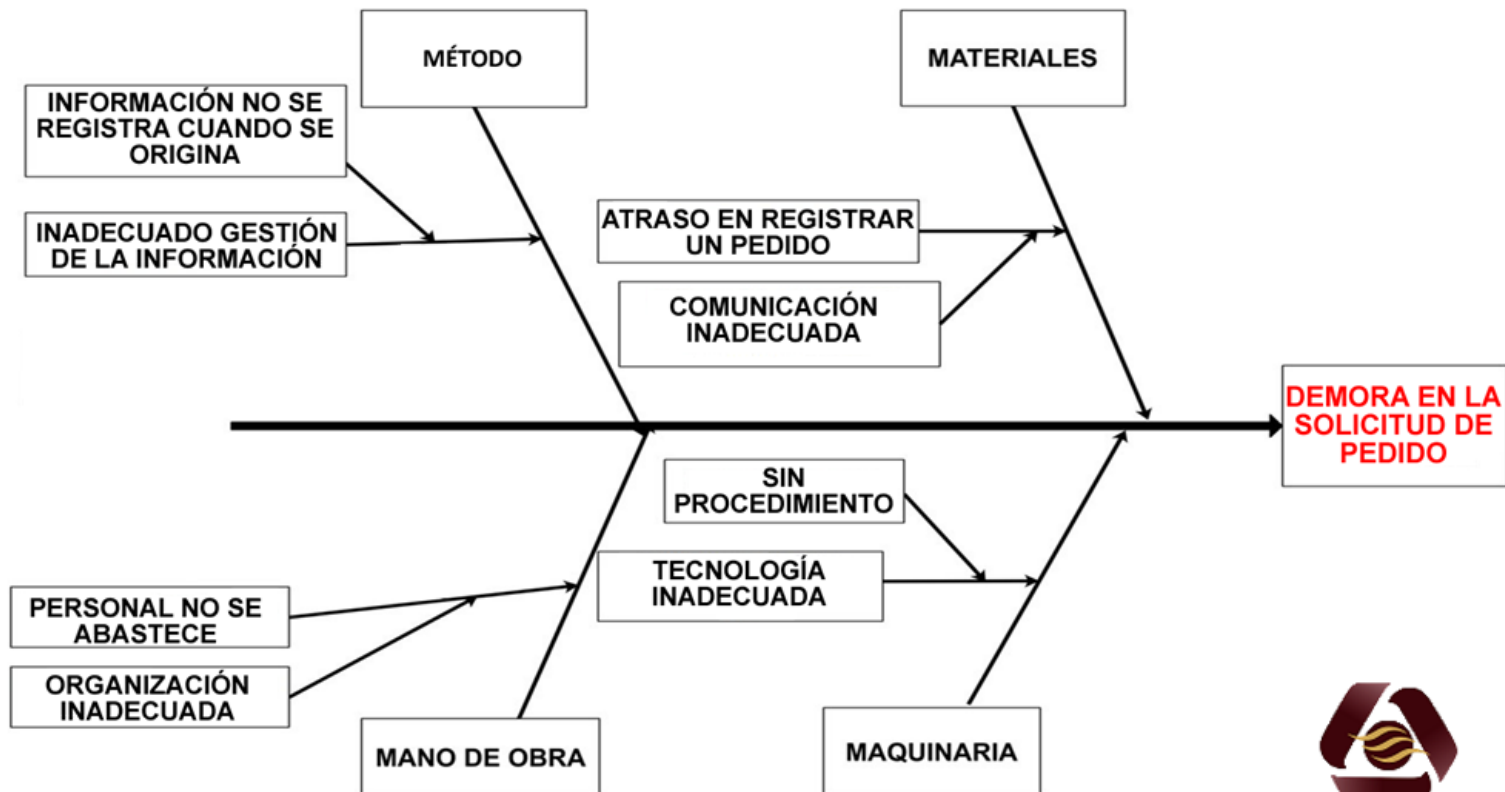 MÉTODO
MATERIALES
INFORMACIÓN NO SE
REGISTRA CUANDO SE
ORIGINA
INADECUADO GESTIÓN
DE LA INFORMACIÓN
ATRASO EN REGISTRAR
UN PEDIDO
COMUNICACIÓN
INADECUADA
DEMORA EN LA
SOLICITUD DE
PEDIDO
SIN
PROCEDIMIENTO
TECNOLOGÍA
INADECUADA
PERSONAL NO SE
ABASTECE
ORGANIZACIÓN
INADECUADA
MANO DE OBRA
MAQUINARIA